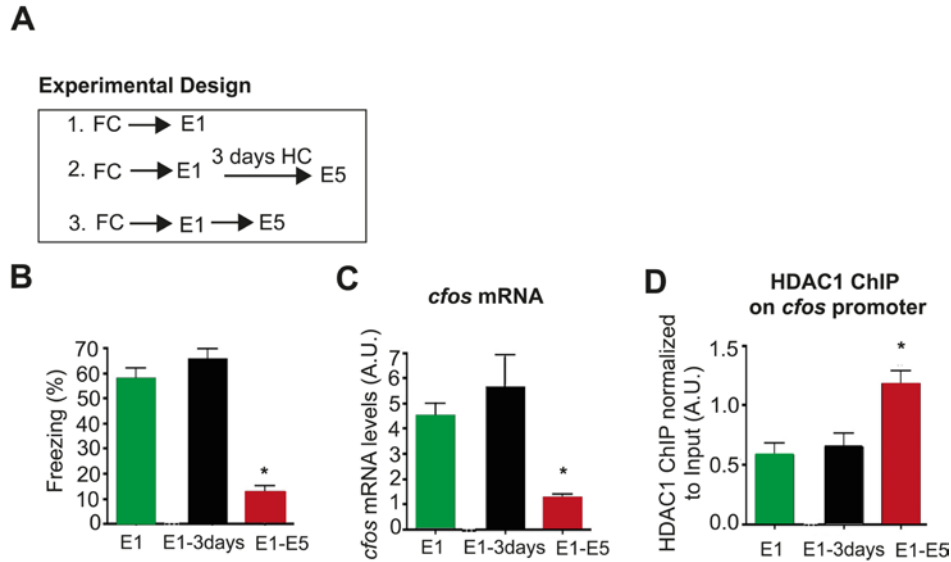 A
Experimental Design
1. FC E1
2. FC E1 3 days HC E5
3. FC E1 E5
B
Freezing (%)
70
60
50
40
30
20
10
0
*
E1 E1-3days E1-E5
C
cfos mRNA
cfos mRNA levels (A.U.)
7
6
5
4
3
2
1
0
*
E1 E1-3days E1-E5
D
HDAC1 ChIP
on cfos promoter
HDAC1 ChIP normalized
to Input (A.U.)
1.5
1.0
0.5
0.0
*
E1 E1-3days E1-E5